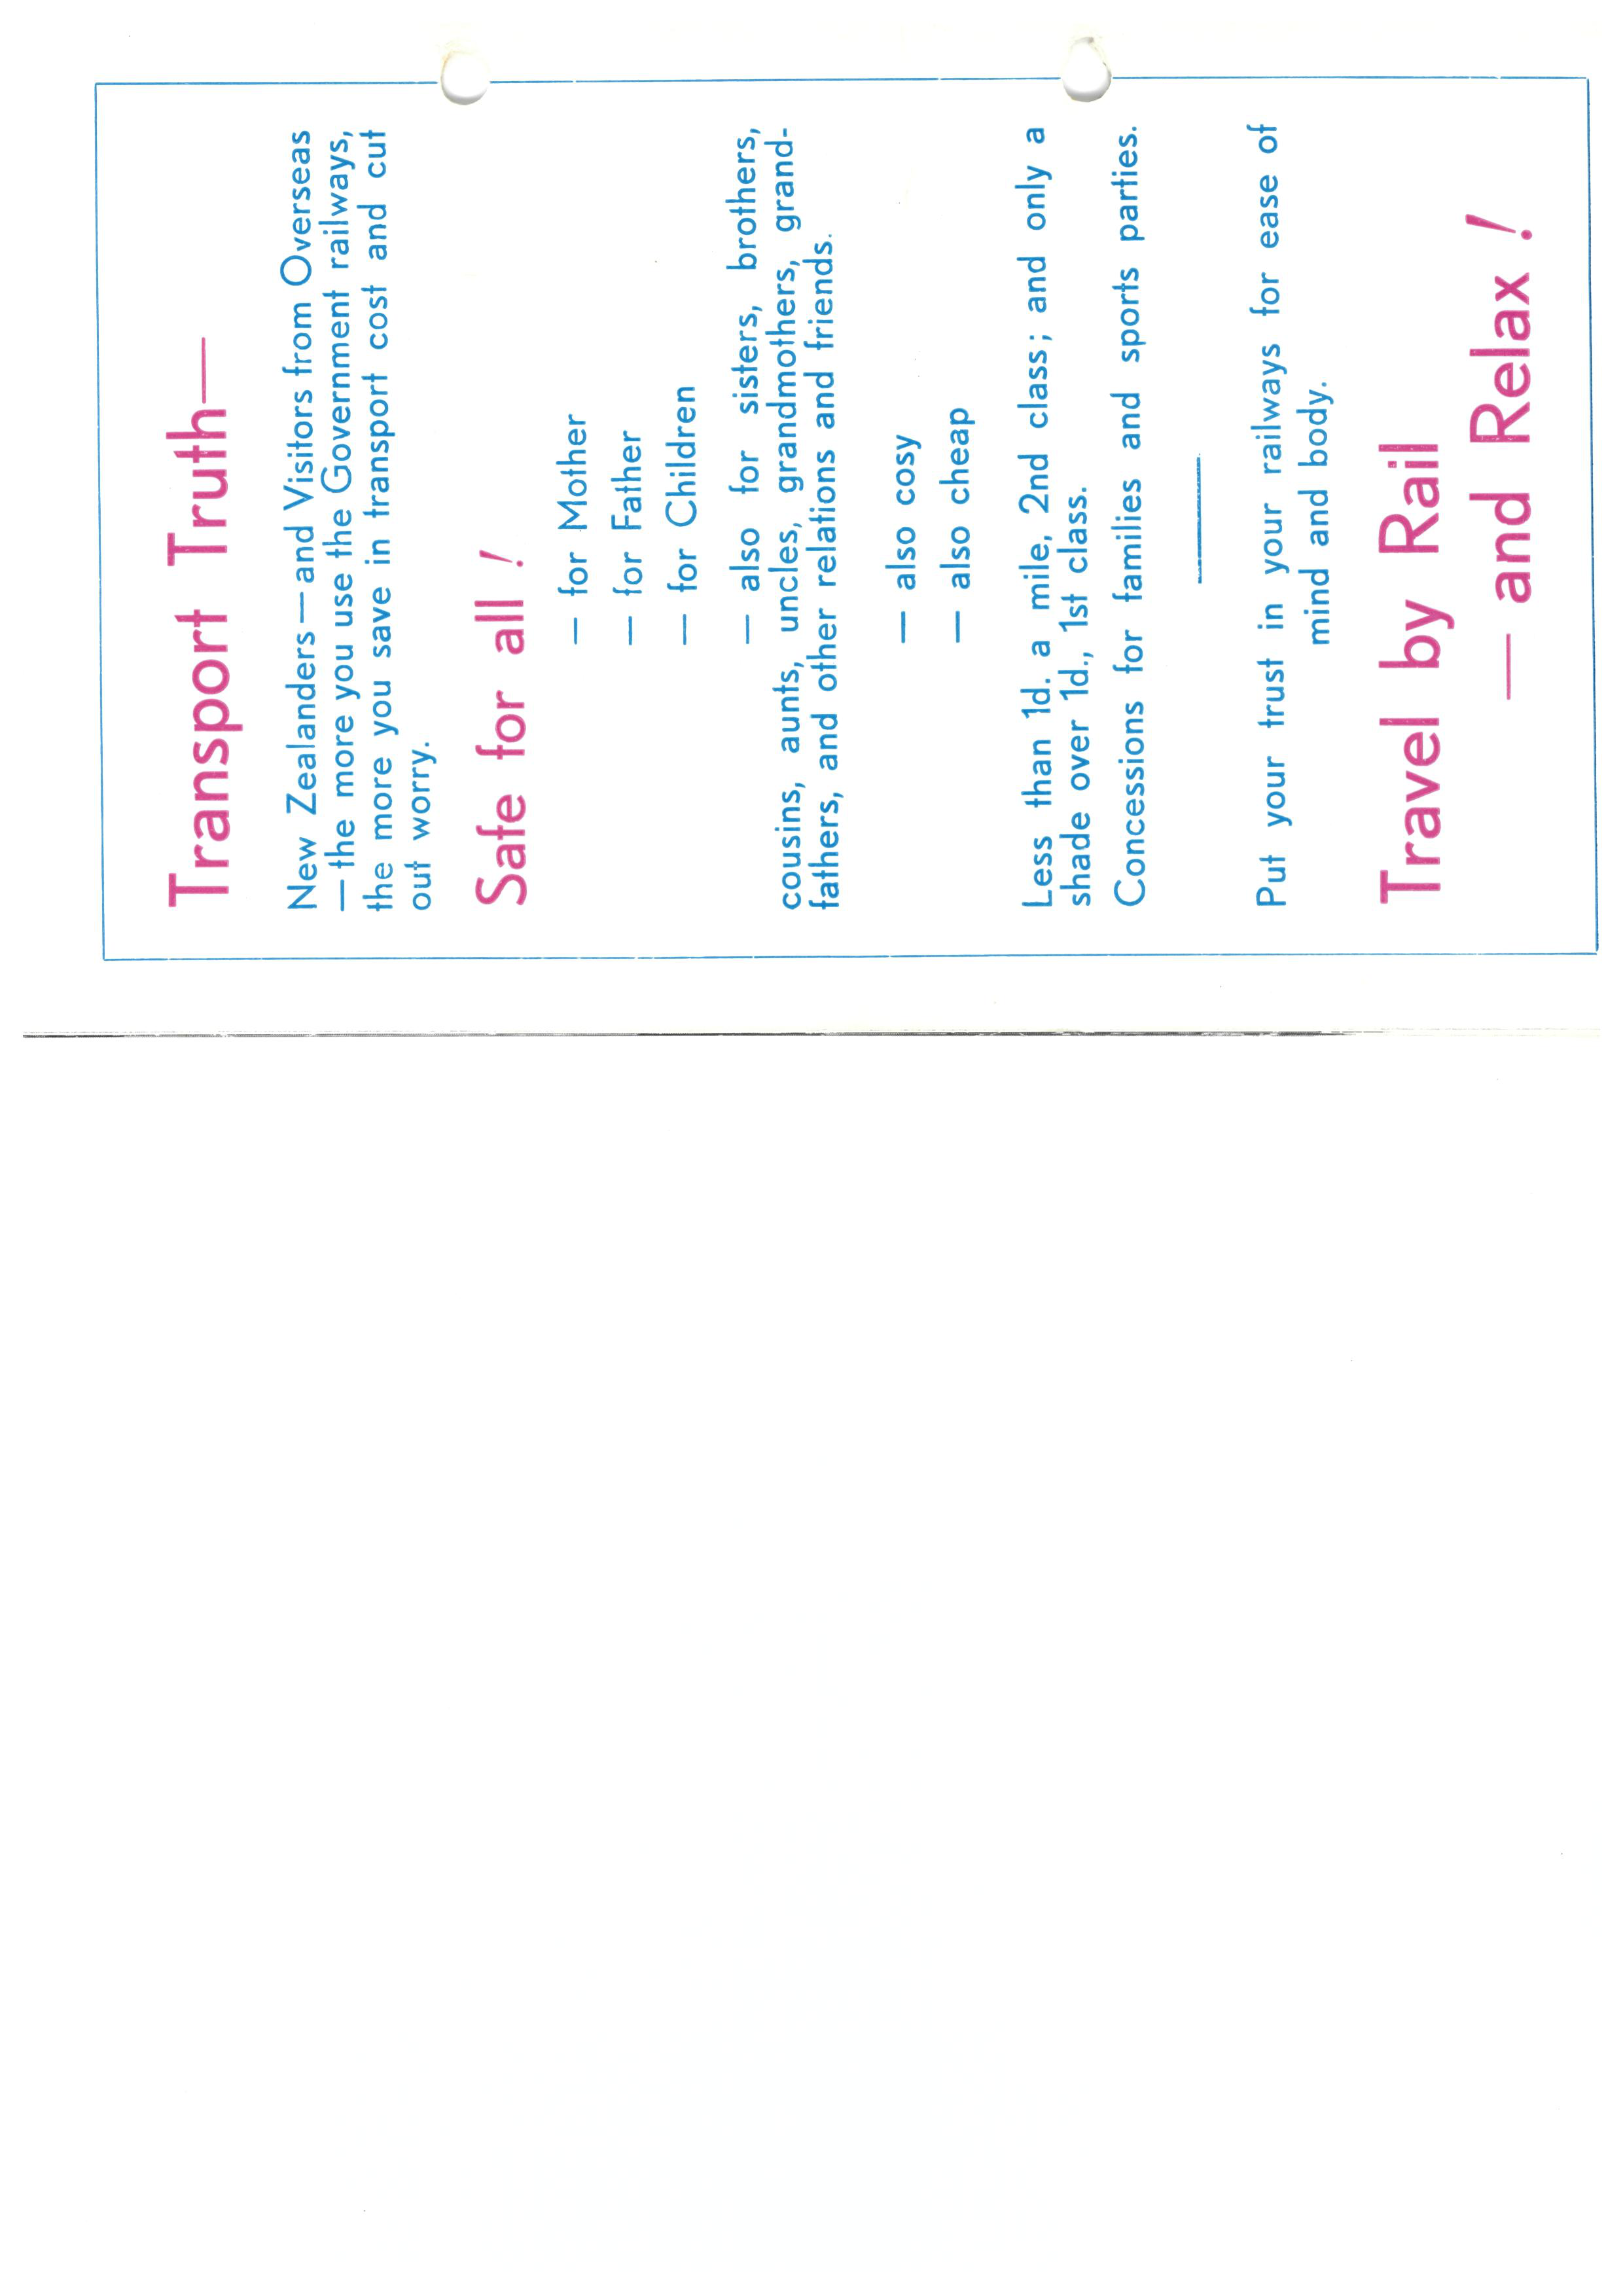 Transport Truth—
New Zealanders—and Visitors from Overseas
—the more you use the Government railways,
the more you save in transport cost and cut
out worry.
Safe for all !
— for Mother
— for Father
— for Children
— also for sisters, brothers,
cousins, aunts, uncles, grandmothers, grand-
fathers, and other relations and friends.
— also cosy
— also cheap
Less than 1d. a mile, 2nd class; and only a
shade over 1d., 1st class.
Concessions for families and sports parties.
Put your trust in your railways for ease of
mind and body.
Travel by Rail
— and Relax !